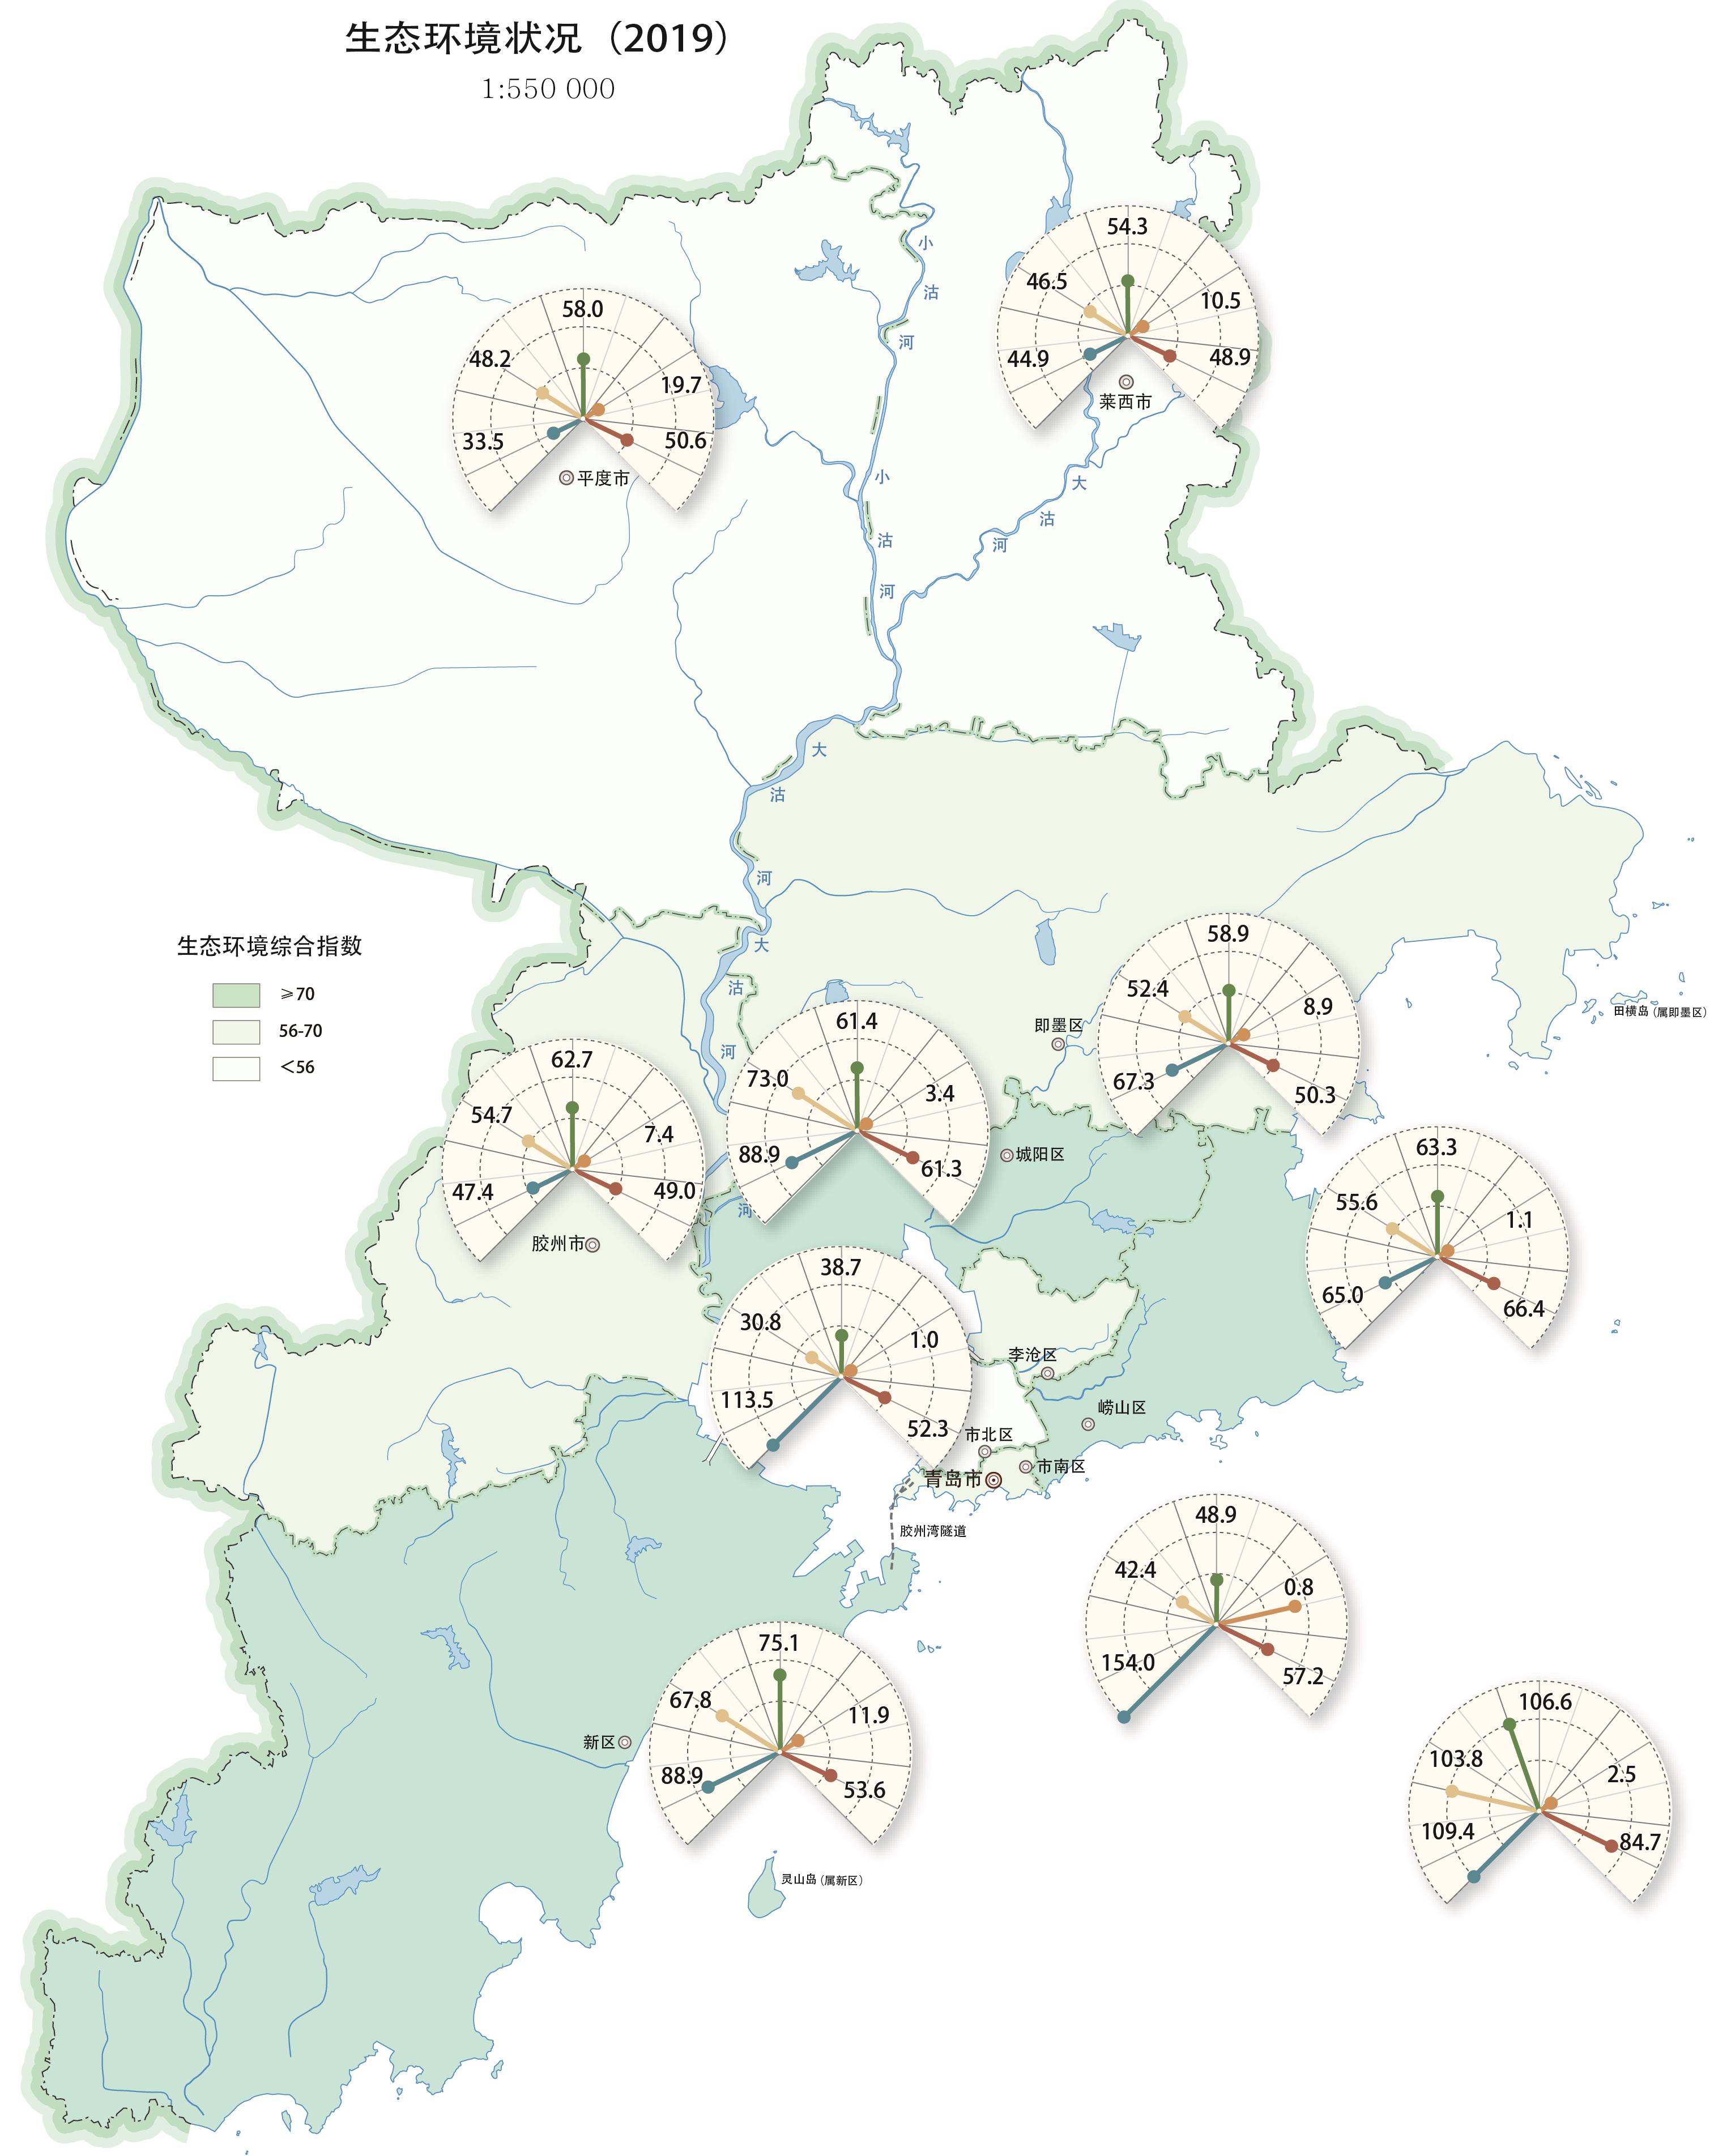 生态环境状况（2019）
1:550 000
54.3
46.5
10.5
44.9
48.9
莱西市
58.0
48.2
19.7
33.5
50.6
平度市
小
沽
河
小
沽
河
大
沽
河
大
沽
河
大
沽
河
河
生态环境综合指数
≥70
56-70
＜56
58.9
52.4
8.9
67.3
50.3
即墨区
田横岛（属即墨区）
61.4
73.0
3.4
88.9
61.3
城阳区
62.7
54.7
7.4
47.4
49.0
胶州市
63.3
55.6
1.1
65.0
66.4
38.7
30.8
1.0
113.5
52.3
李沧区
崂山区
市北区
市南区
青岛市
胶州湾隧道
48.9
42.4
0.8
154.0
57.2
75.1
67.8
11.9
88.9
53.6
新区
106.6
103.8
2.5
109.4
84.7
灵山岛（属新区）